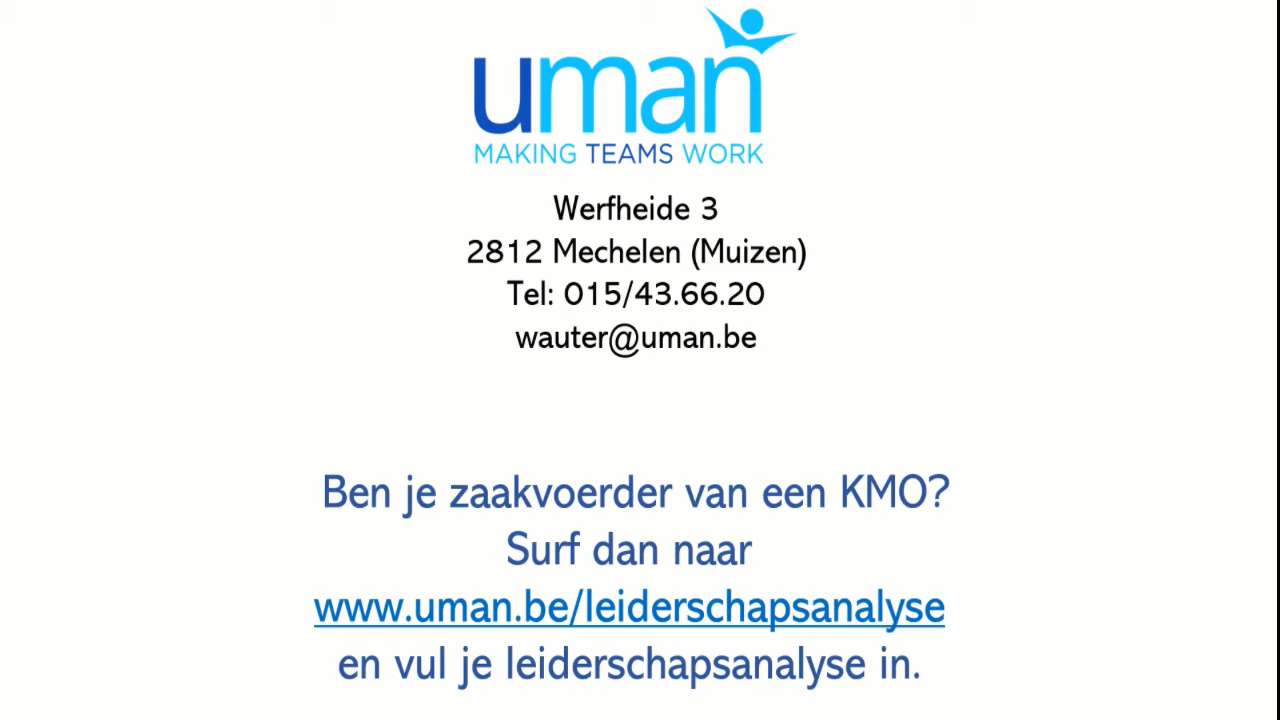 uman
MAKING TEAMS WORK
Werfheide 3
2812 Mechelen (Muizen)
Tel: 015/43.66.20
wauter@uman.be
Ben je zaakvoerder van een KMO?
Surf dan naar
www.uman.be/leiderschapsanalyse
en vul je leiderschapsanalyse in.